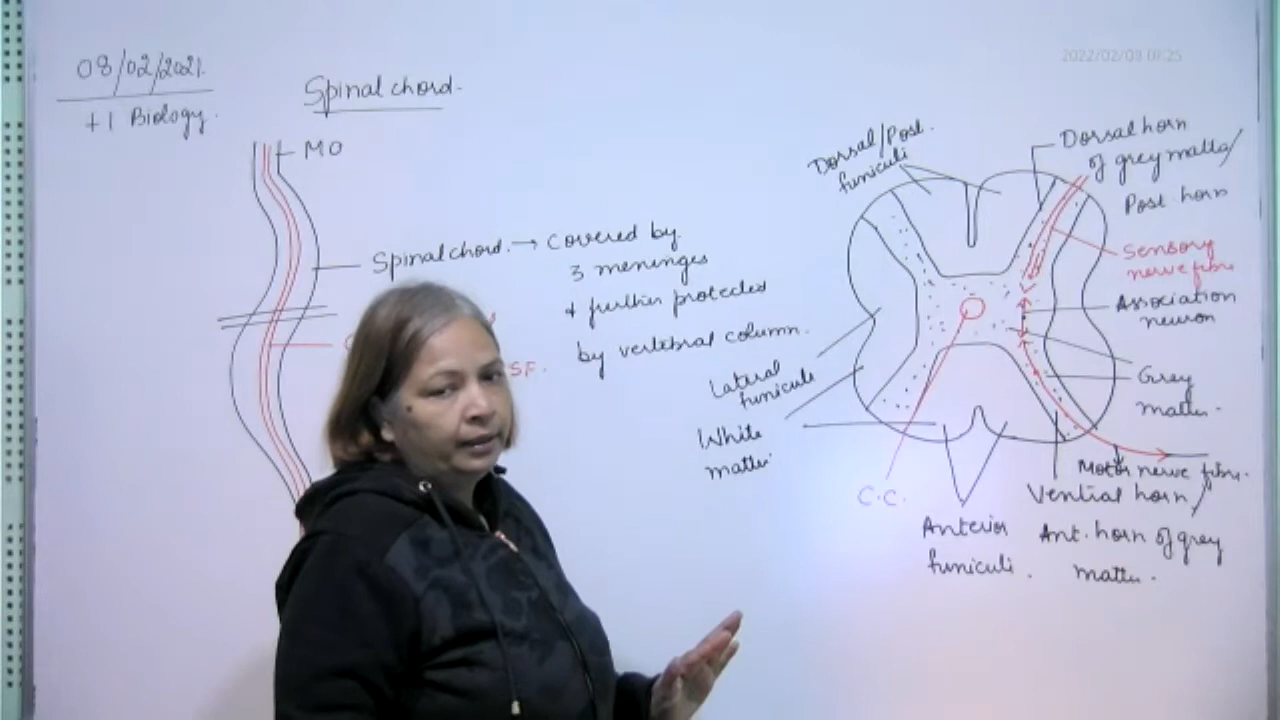 08/02/2021.
+1 Biology.
Spinal chord.
2022/02/08 01:25
MO
Spinal chord. → Covered by
3 meninges
+ further protected
by vertebral column.
SF.
Dorsal/Post.
funiculi
Dorsal horn
of grey matter/
Post horn
Sensory
nerve fibre
Association
neuron
Grey
matter.
Lateral
funiculi
White
matter
C.C.
Anterior
funiculi.
Motor nerve fibre.
Ventral horn/
Ant. horn of grey
matter.